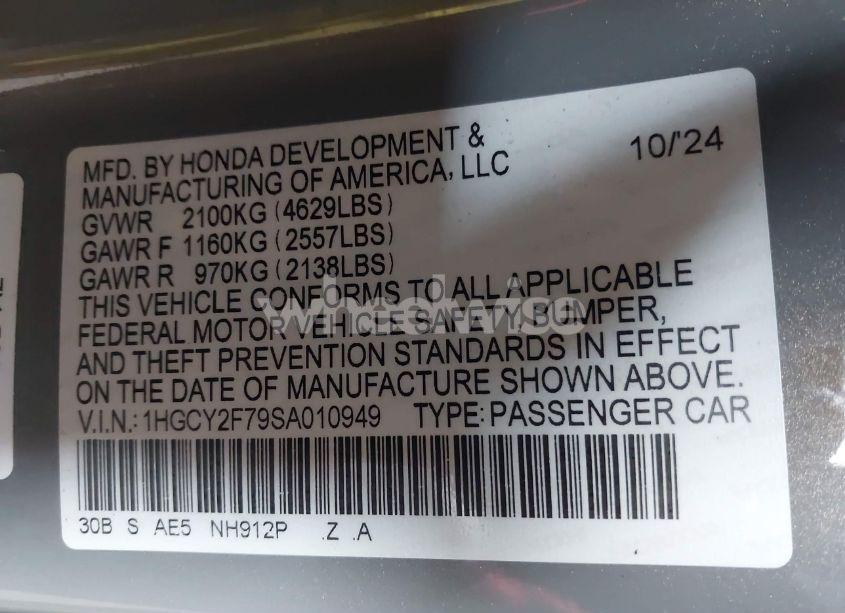 MFD. BY HONDA DEVELOPMENT &
MANUFACTURING OF AMERICA, LLC 10/'24
GVWR 2100KG (4629LBS)
GAWR F 1160KG (2557LBS)
GAWR R 970KG (2138LBS)
THIS VEHICLE CONFORMS TO ALL APPLICABLE
FEDERAL MOTOR VEHICLE SAFETY, BUMPER,
AND THEFT PREVENTION STANDARDS IN EFFECT
ON THE DATE OF MANUFACTURE SHOWN ABOVE.
V.I.N.: 1HGCY2F79SA010949 TYPE: PASSENGER CAR
30B S AE5 NH912P .Z .A
wheelwise